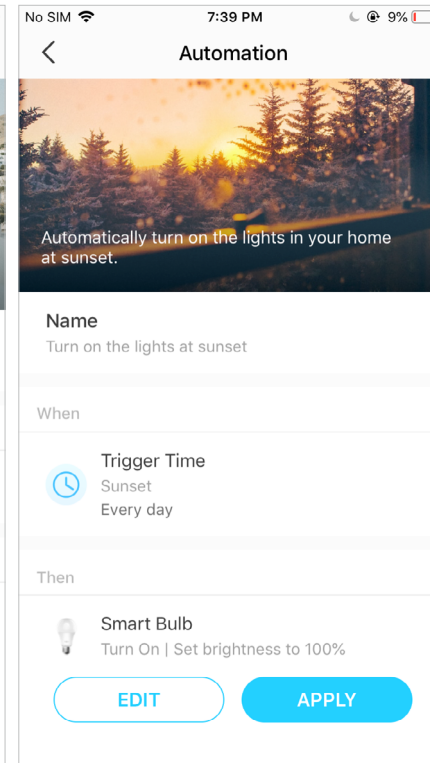 No SIM 7:39 PM 9%
Automation
Automatically turn on the lights in your home
at sunset.
Name
Turn on the lights at sunset
When
Trigger Time
Sunset
Every day
Then
Smart Bulb
Turn On | Set brightness to 100%
EDIT APPLY